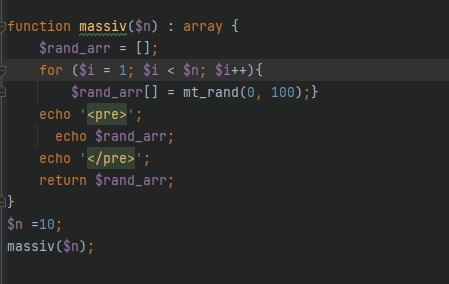 function massiv($n) : array {
    $rand_arr = [];
    for ($i = 1; $i < $n; $i++){
        $rand_arr[] = mt_rand(0, 100);}
    echo '<pre>';
      echo $rand_arr;
    echo '</pre>';
    return $rand_arr;
}
$n =10;
massiv($n);